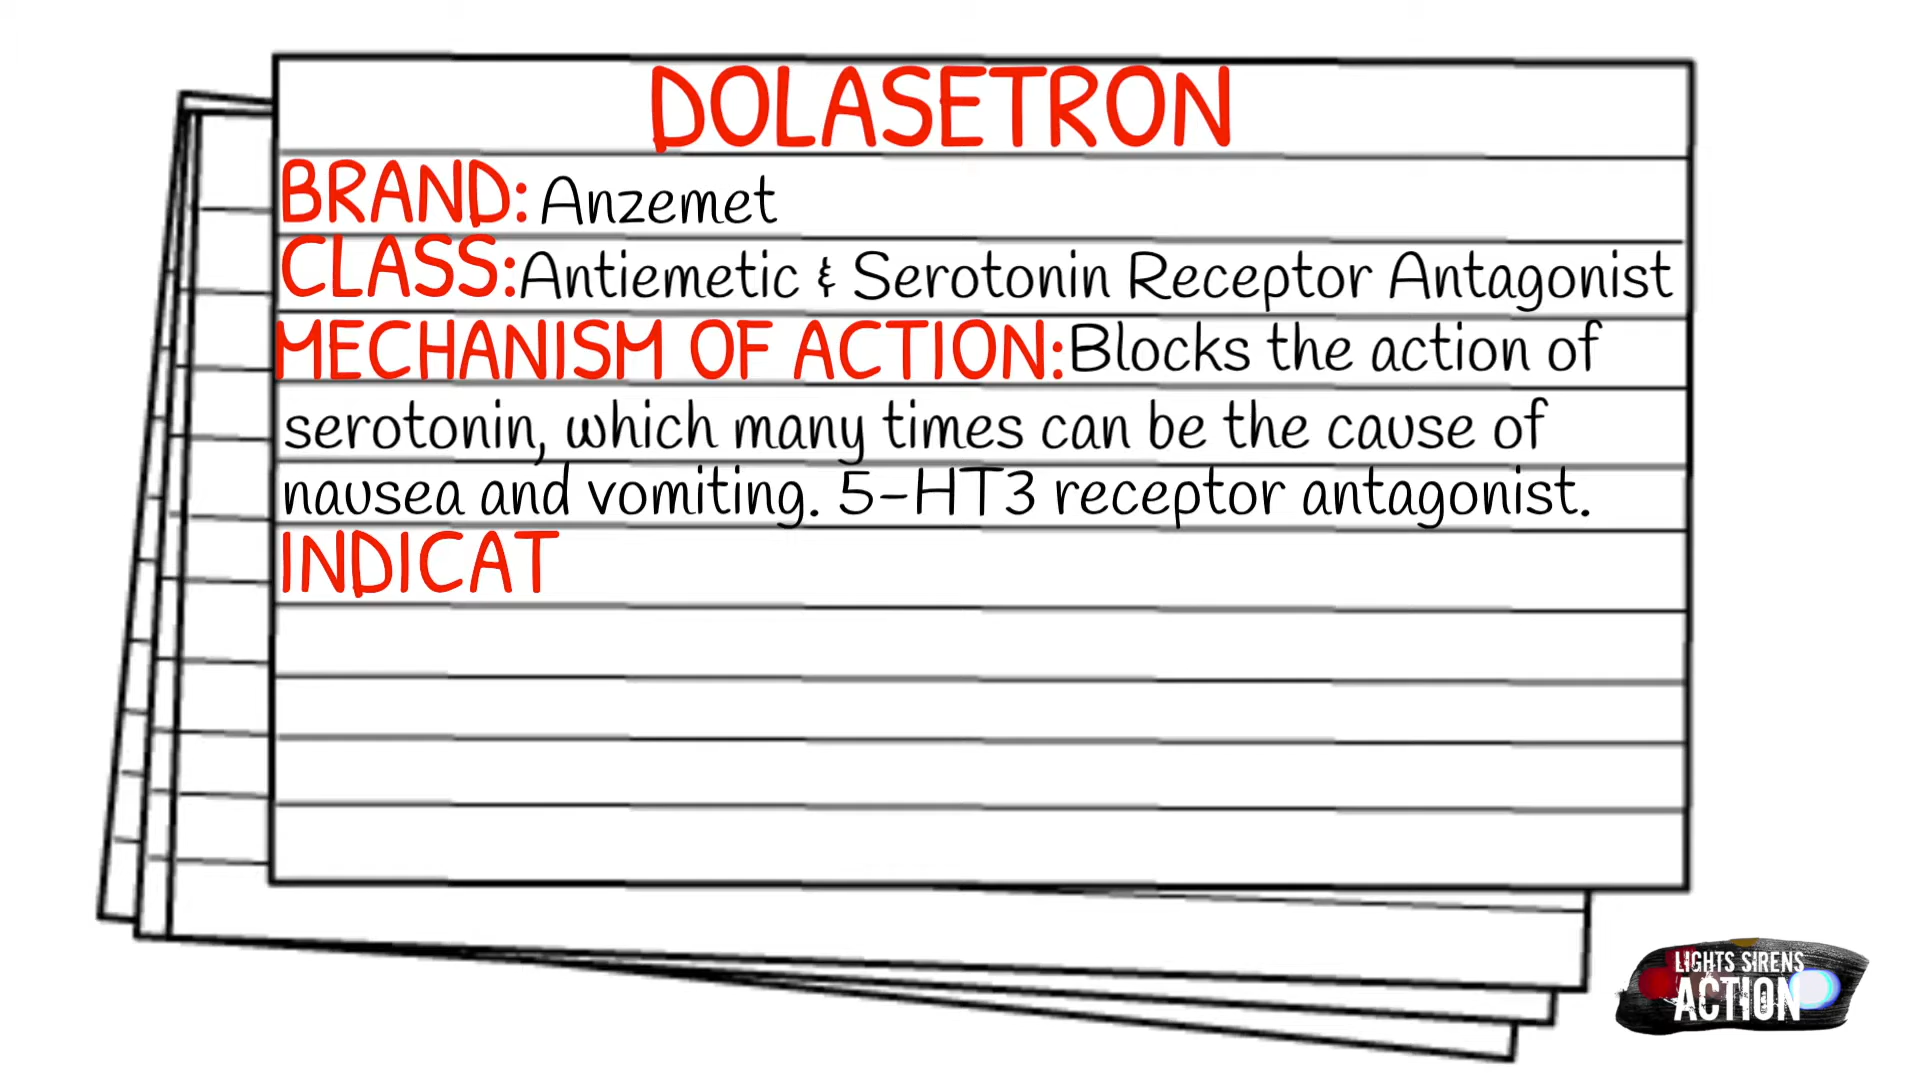 DOLASETRON
BRAND: Anzemet
CLASS: Antiemetic & Serotonin Receptor Antagonist
MECHANISM OF ACTION: Blocks the action of
serotonin, which many times can be the cause of
nausea and vomiting. 5-HT3 receptor antagonist.
INDICAT
LIGHTS SIRENS
ACTION